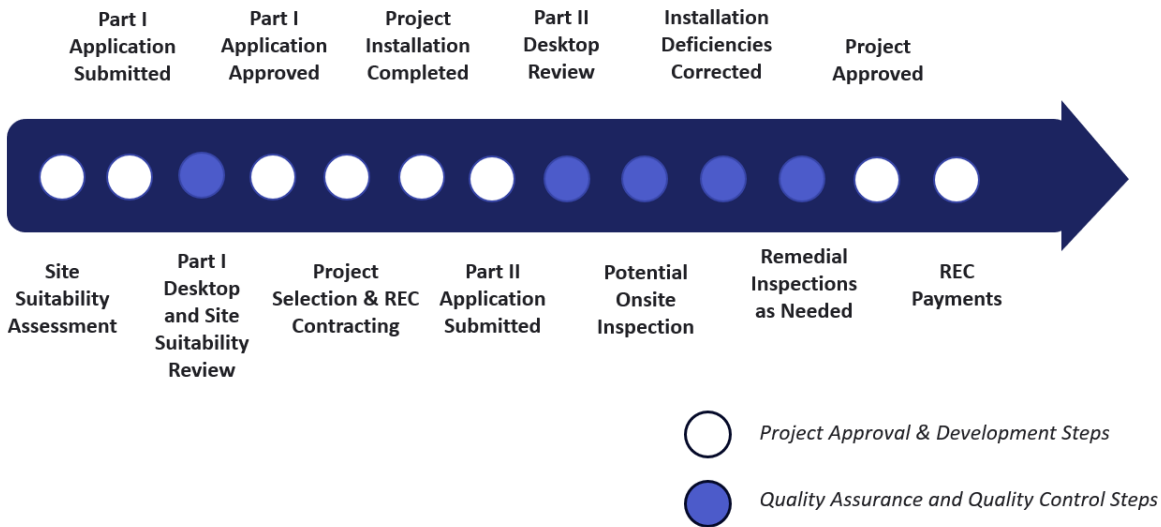 Part I
Application
Submitted
Part I
Application
Approved
Project
Installation
Completed
Part II
Desktop
Review
Installation
Deficiencies
Corrected
Project
Approved
Site
Suitability
Assessment
Part I
Desktop
and Site
Suitability
Review
Project
Selection & REC
Contracting
Part II
Application
Submitted
Potential
Onsite
Inspection
Remedial
Inspections
as Needed
REC
Payments
Project Approval & Development Steps
Quality Assurance and Quality Control Steps